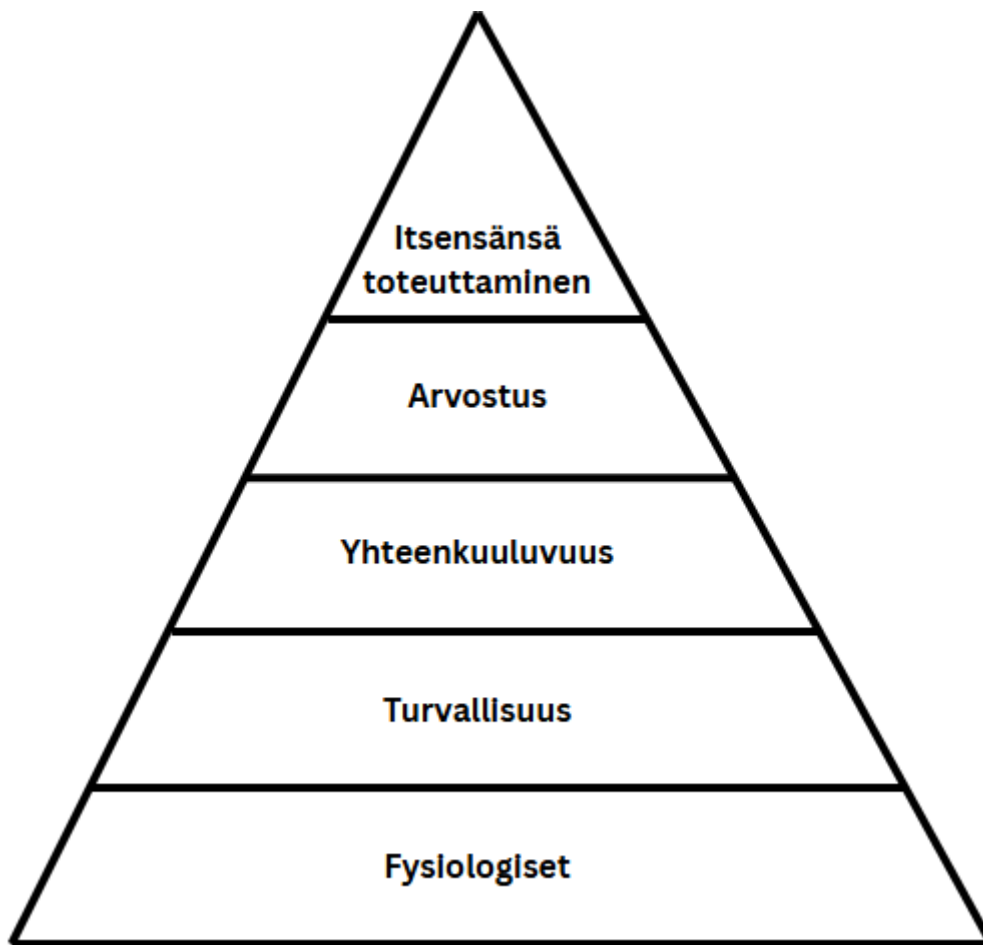 Itsensänsä
toteuttaminen
Arvostus
Yhteenkuuluvuus
Turvallisuus
Fysiologiset